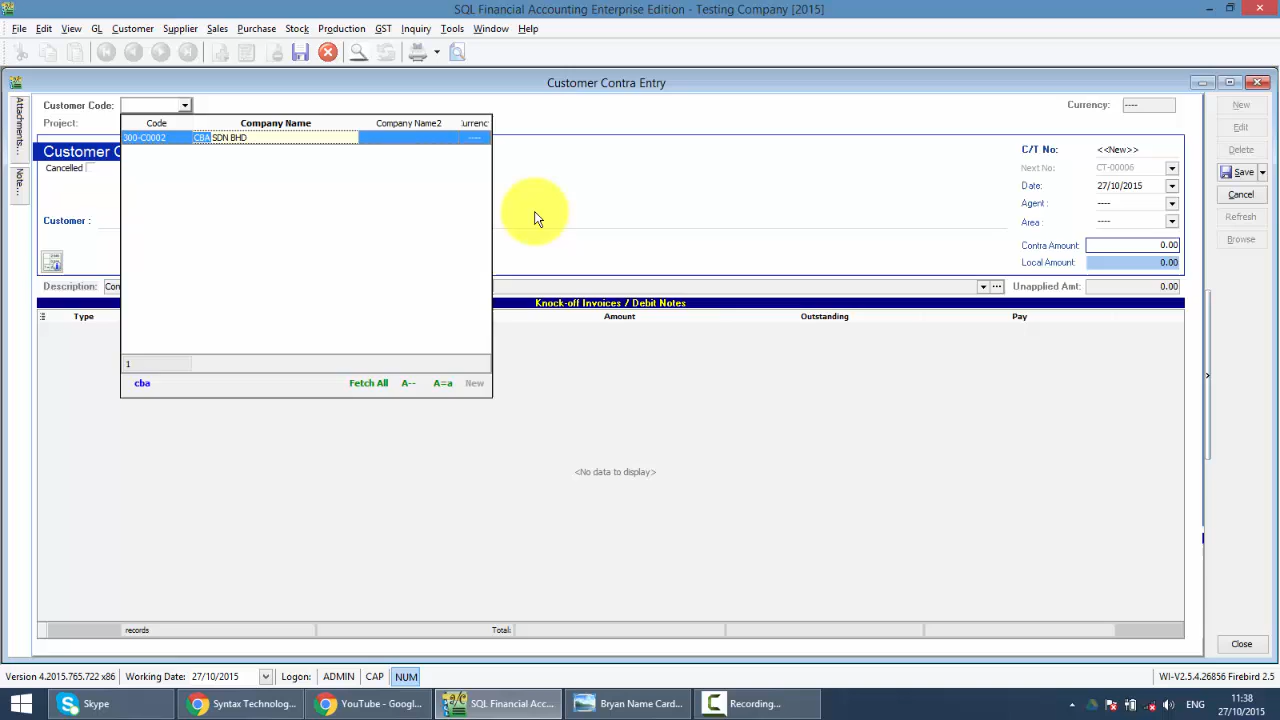 SQL Financial Accounting Enterprise Edition - Testing Company [2015]
File Edit View GL Customer Supplier Sales Purchase Stock Production GST Inquiry Tools Window Help
Customer Contra Entry
Attachments...
Note...
Customer Code:
Currency: ----
Project:
Code Company Name Company Name2
300-C0002 CBA SDN BHD ----
Customer C
Cancelled
C/T No: <<New>>
Next No: CT-00006
Date: 27/10/2015
Agent : ----
Customer :
Area : ----
Contra Amount: 0.00
Local Amount: 0.00
Description: Con
Unapplied Amt: 0.00
Knock-off Invoices / Debit Notes
Type Amount Outstanding Pay
1
cba Fetch All A-- A=a New
<No data to display>
records Total:
New
Edit
Delete
Save
Cancel
Refresh
Browse
Close
Version 4.2015.765.722 x86 Working Date: 27/10/2015 Logon: ADMIN CAP NUM WI-V2.5.4.26856 Firebird 2.5
Skype Syntax Technolog... YouTube - Googl... SQL Financial Acc... Bryan Name Card... Recording... ENG 11:38
27/10/2015